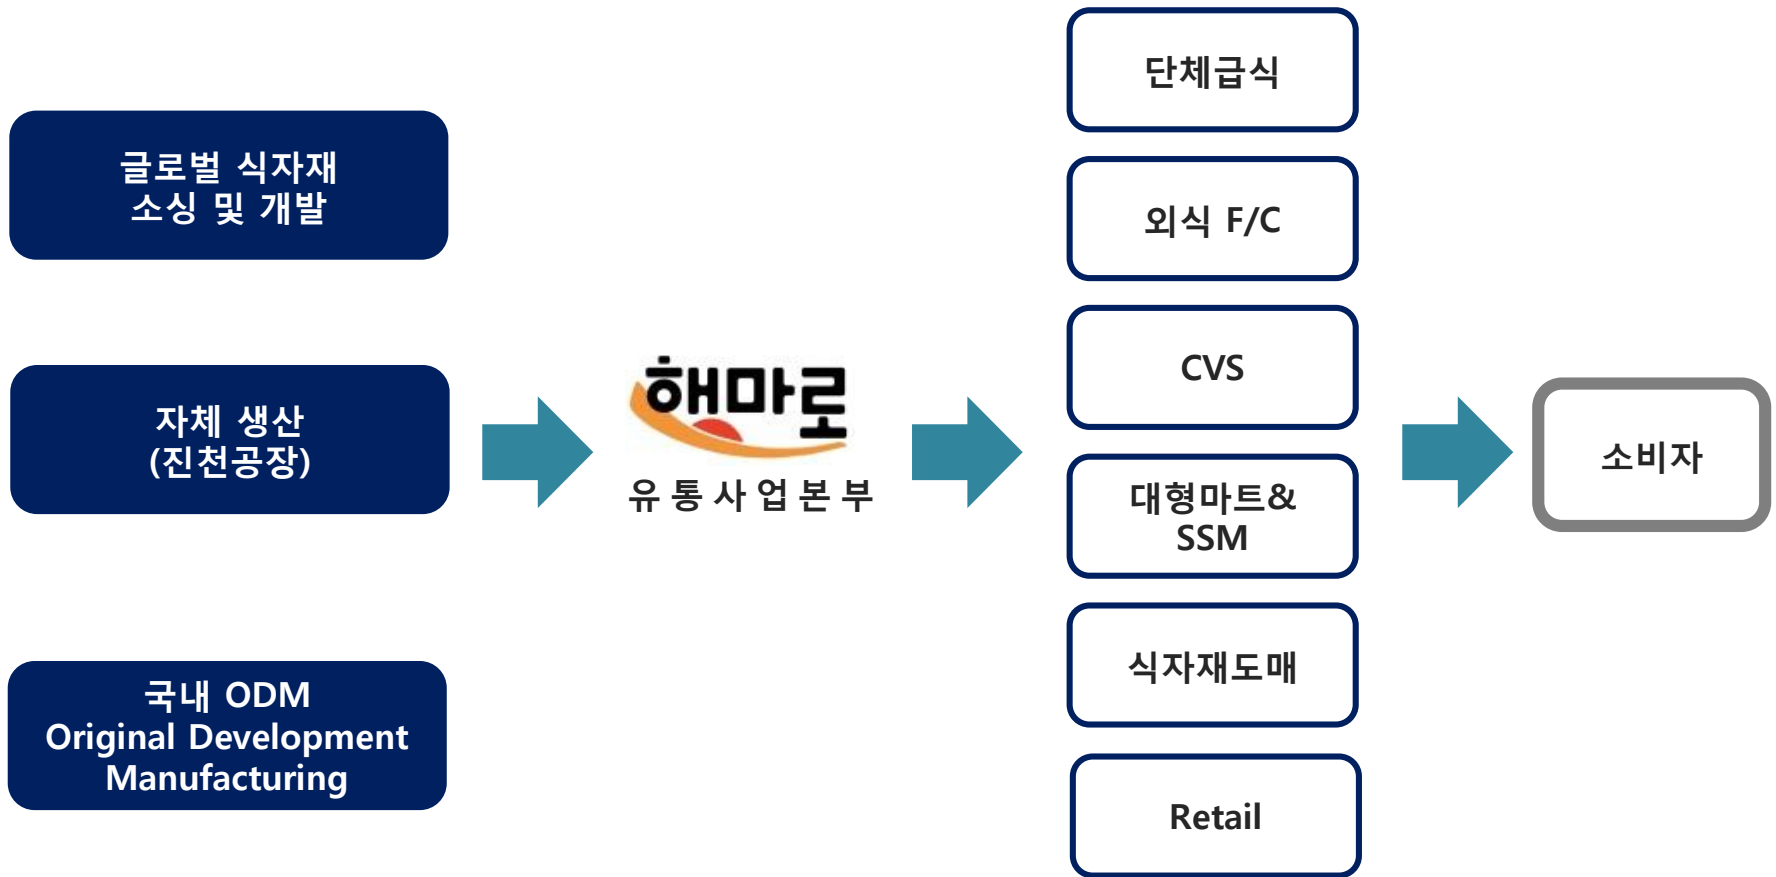 글로벌 식자재
소싱 및 개발
자체 생산
(진천공장)
국내 ODM
Original Development
Manufacturing
해마로
유통사업본부
단체급식
외식 F/C
CVS
대형마트&
SSM
식자재도매
Retail
소비자